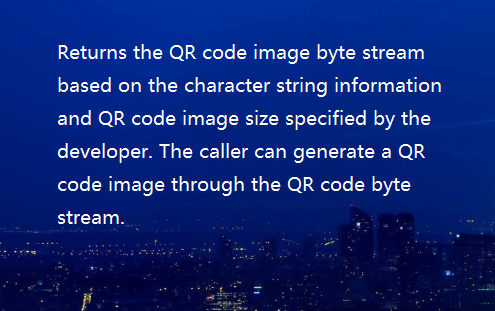 Returns the QR code image byte stream
based on the character string information
and QR code image size specified by the
developer. The caller can generate a QR
code image through the QR code byte
stream.